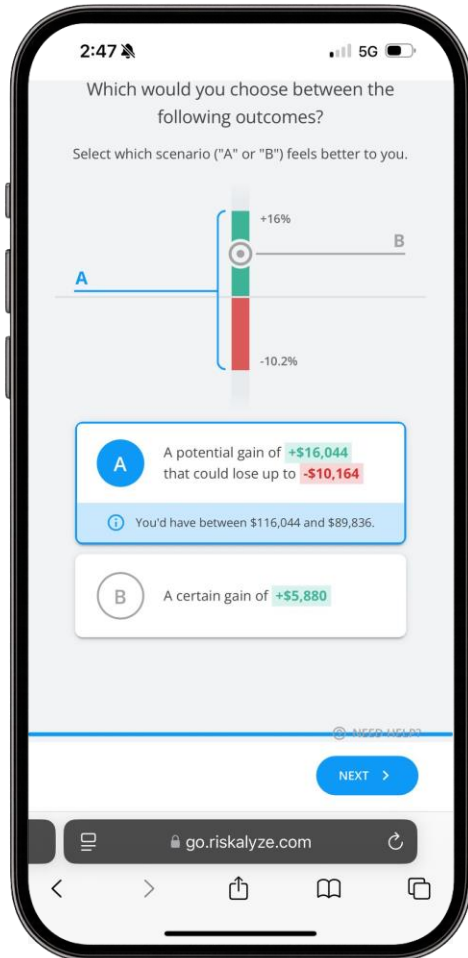 2:47
5G
Which would you choose between the
following outcomes?
Select which scenario ("A" or "B") feels better to you.
+16%
B
A
-10.2%
A
A potential gain of +$16,044
that could lose up to -$10,164
You'd have between $116,044 and $89,836.
B
A certain gain of +$5,880
NEED HELP?
NEXT >
go.riskalyze.com